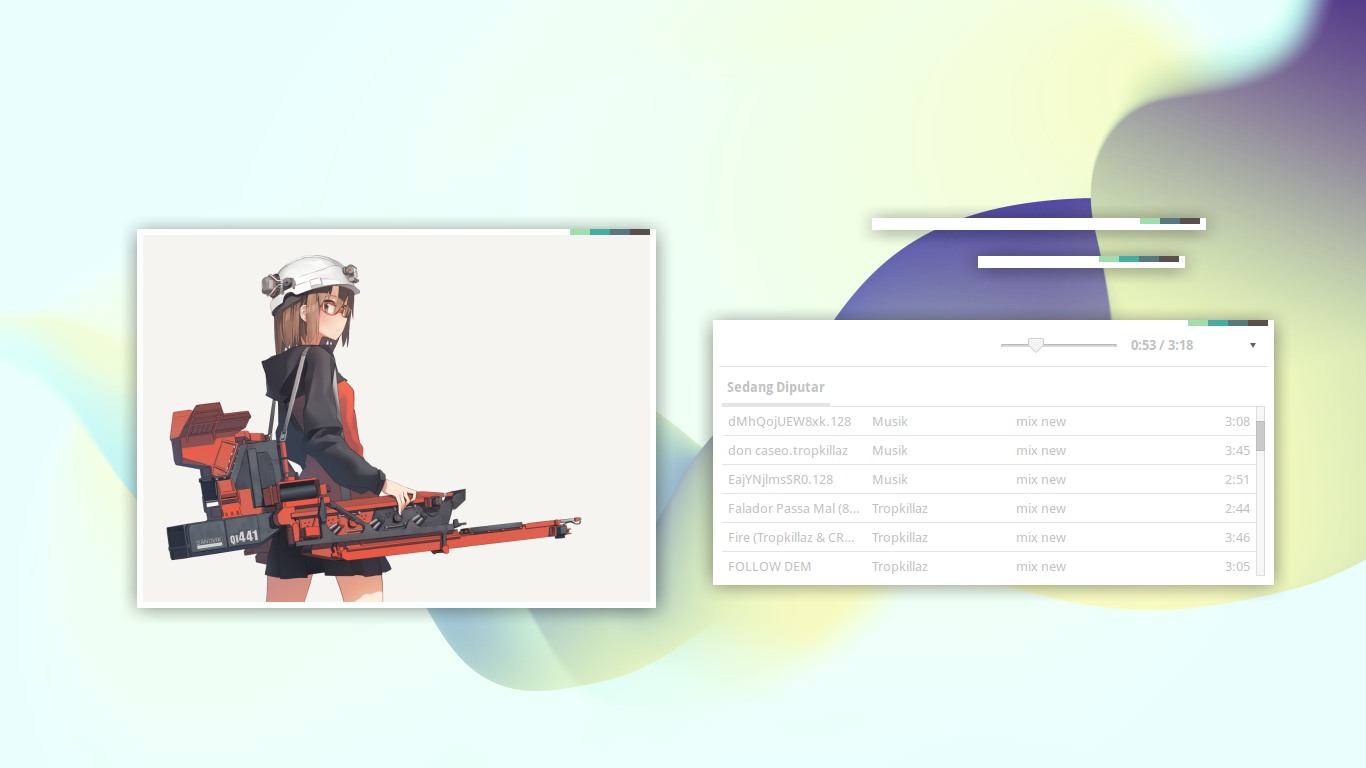 SANDVIK
QI441
0:53 / 3:18
Sedang Diputar
dMhQojUEW8xk.128 Musik mix new 3:08
don caseo.tropkillaz Musik mix new 3:45
EajYNjlmsSR0.128 Musik mix new 2:51
Falador Passa Mal (8... Tropkillaz mix new 2:44
Fire (Tropkillaz & CR... Tropkillaz mix new 3:46
FOLLOW DEM Tropkillaz mix new 3:05